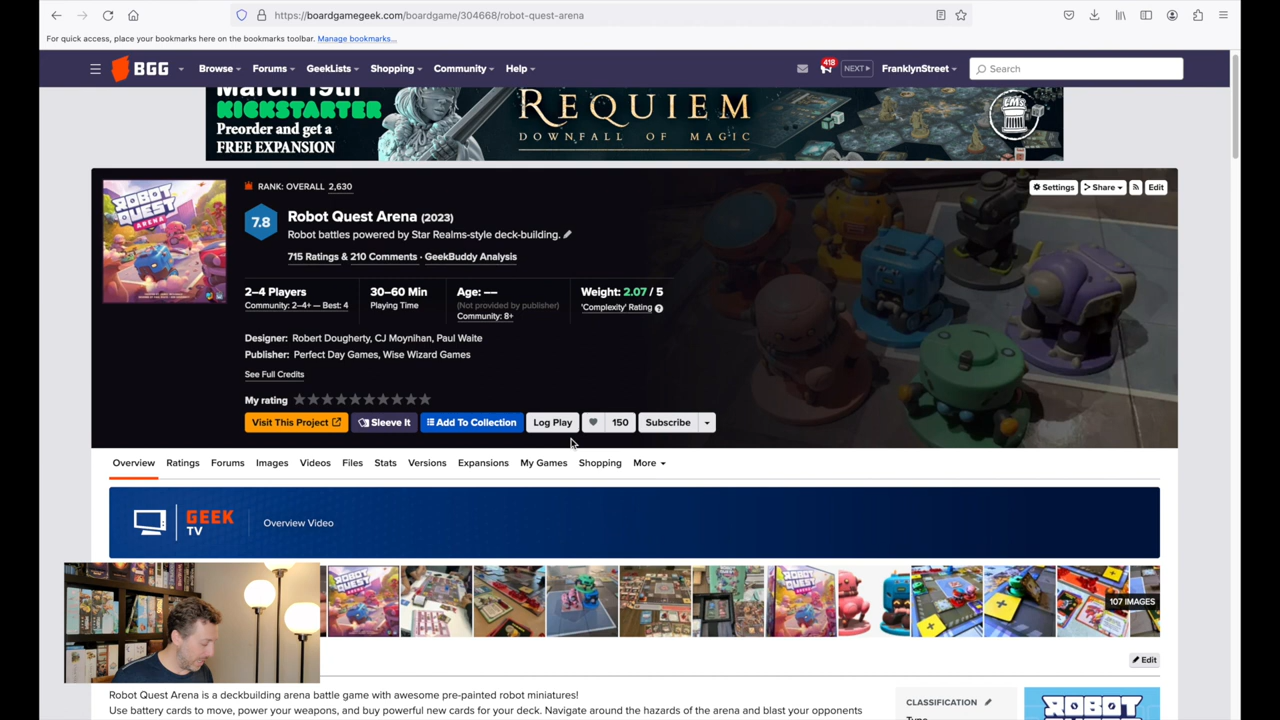 https://boardgamegeek.com/boardgame/304668/robot-quest-arena
For quick access, place your bookmarks here on the bookmarks toolbar. Manage bookmarks...
BGG Browse Forums GeekLists Shopping Community Help 418 NEXT FranklynStreet Search
March 19th
KICKSTARTER
Preorder and get a
FREE EXPANSION
REQUIEM
DOWNFALL OF MAGIC
LMS
RANK: OVERALL 2,630
Settings Share Edit
ROBOT QUEST ARENA
7.8
Robot Quest Arena (2023)
Robot battles powered by Star Realms-style deck-building.
715 Ratings & 210 Comments · GeekBuddy Analysis
2–4 Players 30–60 Min Age: –– Weight: 2.07 / 5
Community: 2–4+ — Best: 4 Playing Time (Not provided by publisher) 'Complexity' Rating ?
Community: 8+
Designer: Robert Dougherty, CJ Moynihan, Paul Waite
Publisher: Perfect Day Games, Wise Wizard Games
See Full Credits
My rating
Visit This Project Sleeve It Add To Collection Log Play 150 Subscribe
Overview Ratings Forums Images Videos Files Stats Versions Expansions My Games Shopping More
GEEK TV Overview Video
107 IMAGES
Edit
Robot Quest Arena is a deckbuilding arena battle game with awesome pre-painted robot miniatures!
Use battery cards to move, power your weapons, and buy powerful new cards for your deck. Navigate around the hazards of the arena and blast your opponents
CLASSIFICATION
ROBOT